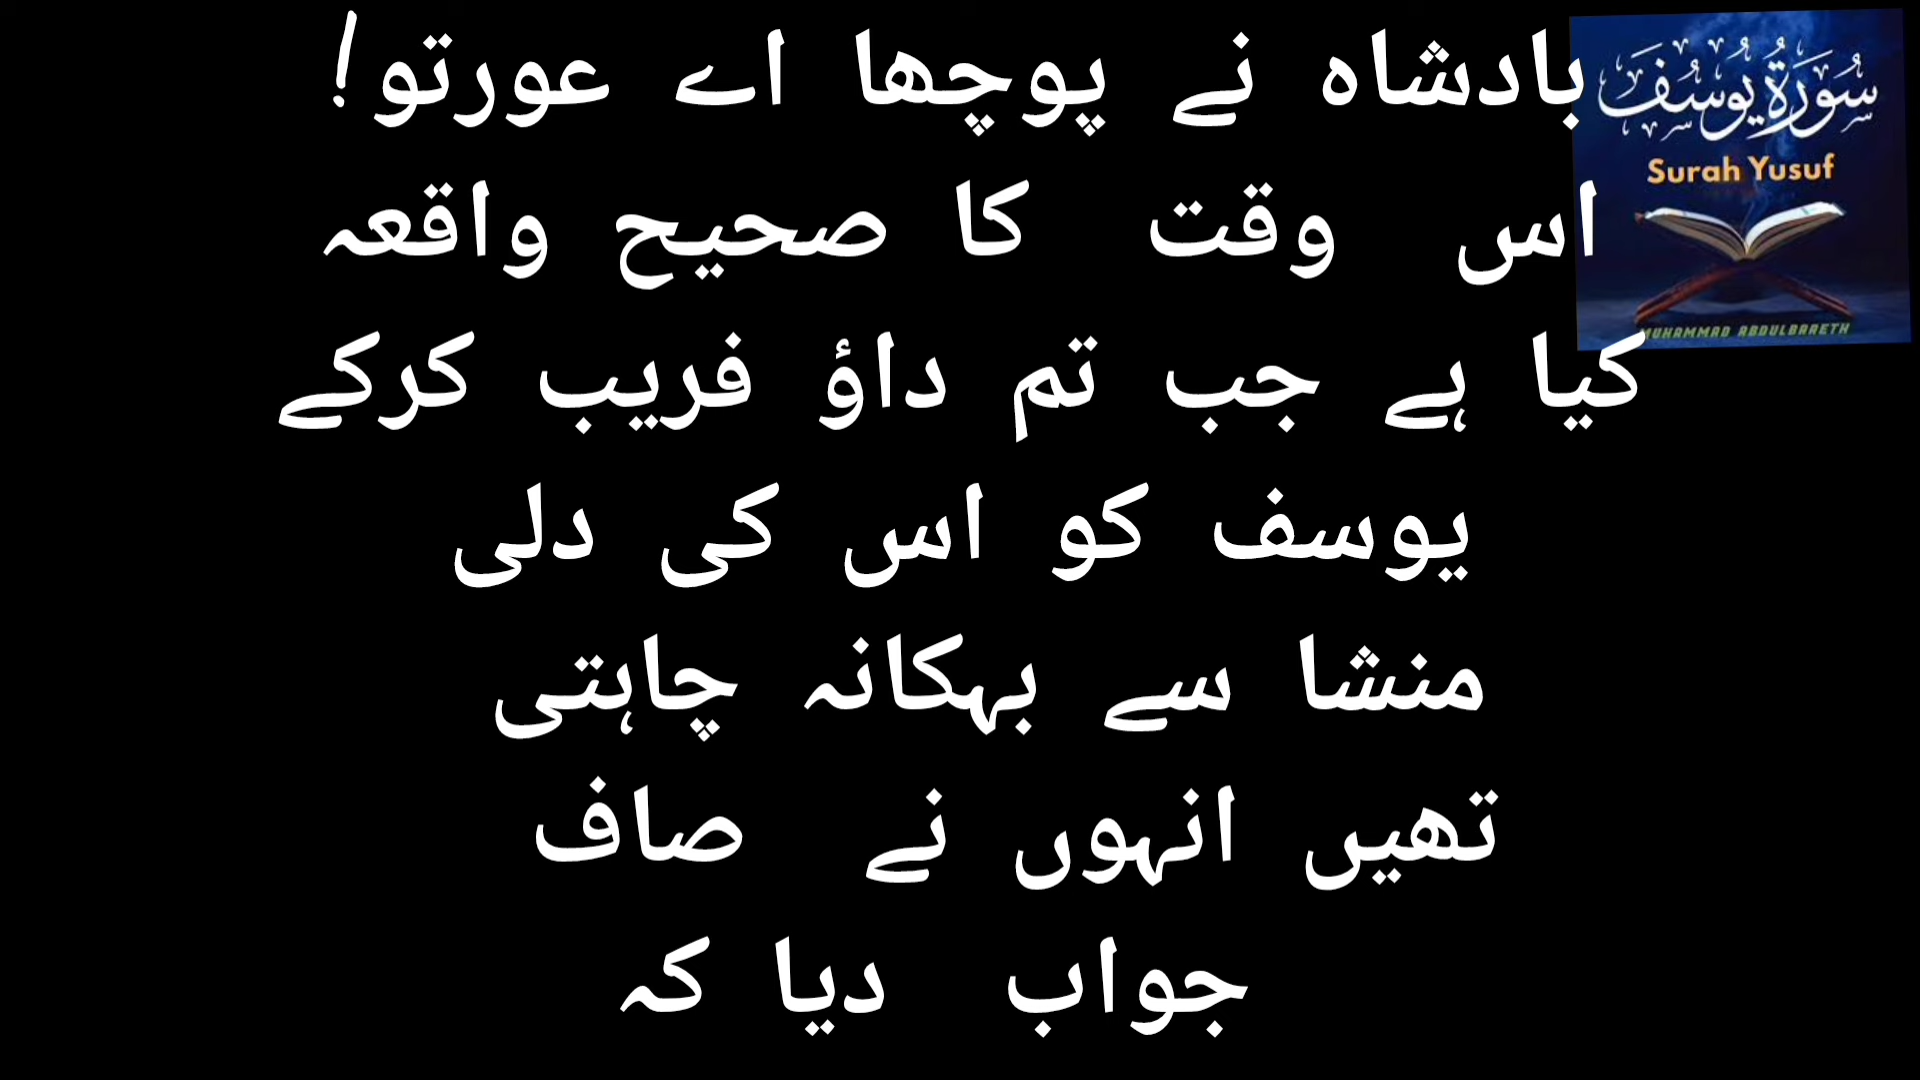 بادشاہ نے پوچھا اے عورتو!
اس وقت کا صحیح واقعہ
کیا ہے جب تم داؤ فریب کرکے
یوسف کو اس کی دلی
منشا سے بہکانہ چاہتی
تھیں انہوں نے صاف
جواب دیا کہ
سُورَةُ يُوسُفَ
Surah Yusuf
MUHAMMAD ABDULBARETH